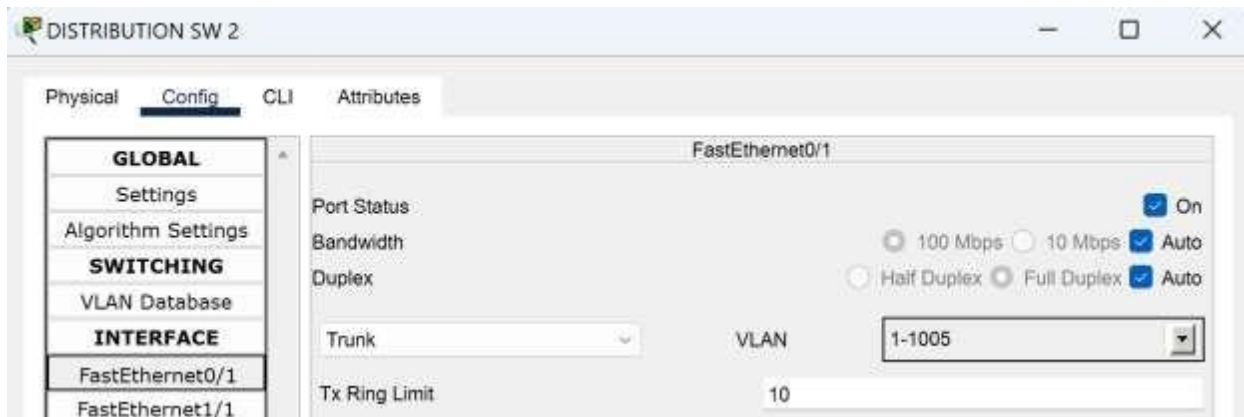 DISTRIBUTION SW 2
Physical Config CLI Attributes
GLOBAL
Settings
Algorithm Settings
SWITCHING
VLAN Database
INTERFACE
FastEthernet0/1
FastEthernet1/1
FastEthernet0/1
Port Status On
Bandwidth 100 Mbps 10 Mbps Auto
Duplex Half Duplex Full Duplex Auto
Trunk VLAN 1-1005
Tx Ring Limit 10